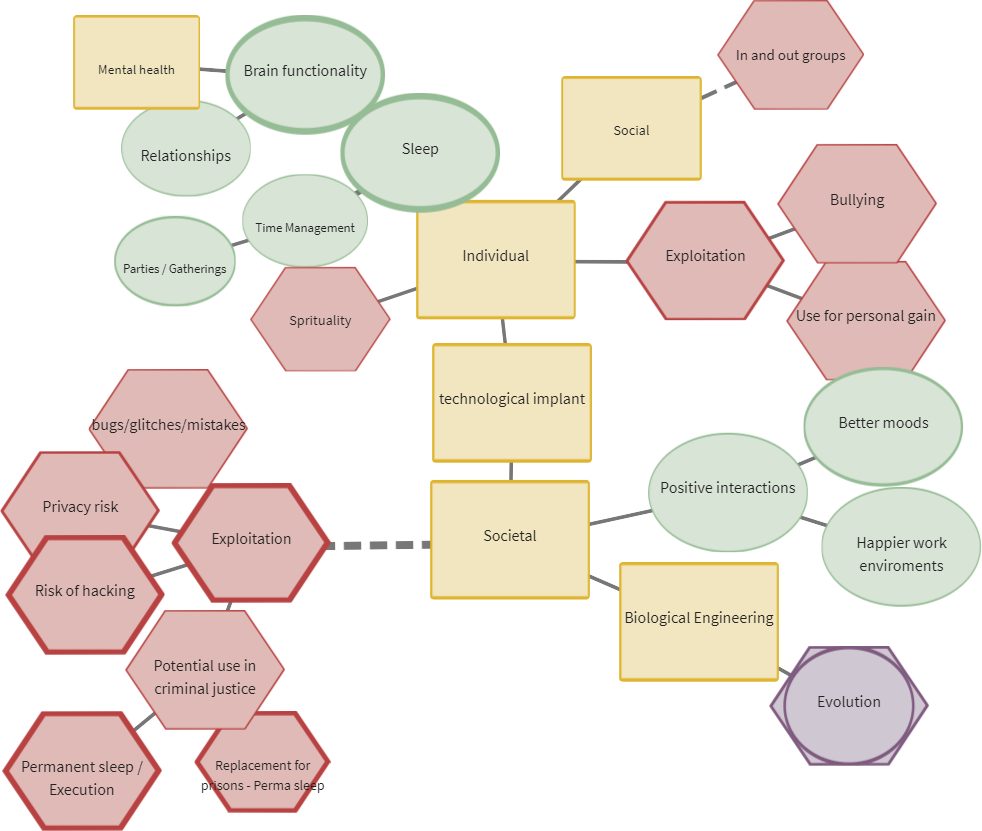 In and out groups
Mental health
Brain functionality
Social
Sleep
Relationships
Bullying
Time Management
Individual
Exploitation
Parties / Gatherings
Sprituality
Use for personal gain
technological implant
bugs/glitches/mistakes
Better moods
Positive interactions
Privacy risk
Exploitation
Societal
Happier work
enviroments
Risk of hacking
Biological Engineering
Potential use in
criminal justice
Evolution
Permanent sleep /
Execution
Replacement for
prisons - Perma sleep